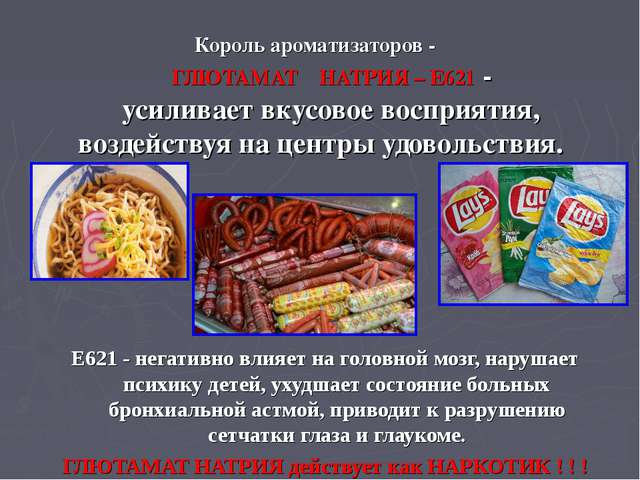 Король ароматизаторов -
ГЛЮТАМАТ НАТРИЯ – Е621 -
усиливает вкусовое восприятия,
воздействуя на центры удовольствия.
Lay's
Lay's
Lay's
Е621 - негативно влияет на головной мозг, нарушает
психику детей, ухудшает состояние больных
бронхиальной астмой, приводит к разрушению
сетчатки глаза и глаукоме.
ГЛЮТАМАТ НАТРИЯ действует как НАРКОТИК ! ! !